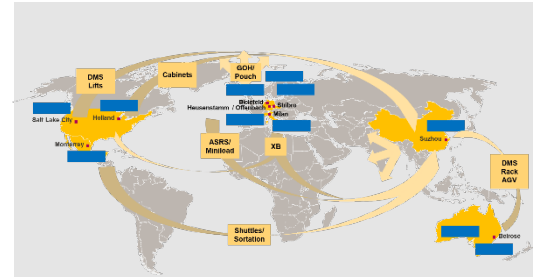 DMS
Lifts
Cabinets
GOH/
Pouch
Salt Lake City
Holland
Monterrey
Bielefeld
Stribro
Heusenstamm / Offenbach
Milan
ASRS/
Miniload
XB
Suzhou
DMS
Rack
AGV
Shuttles/
Sortation
Belrose